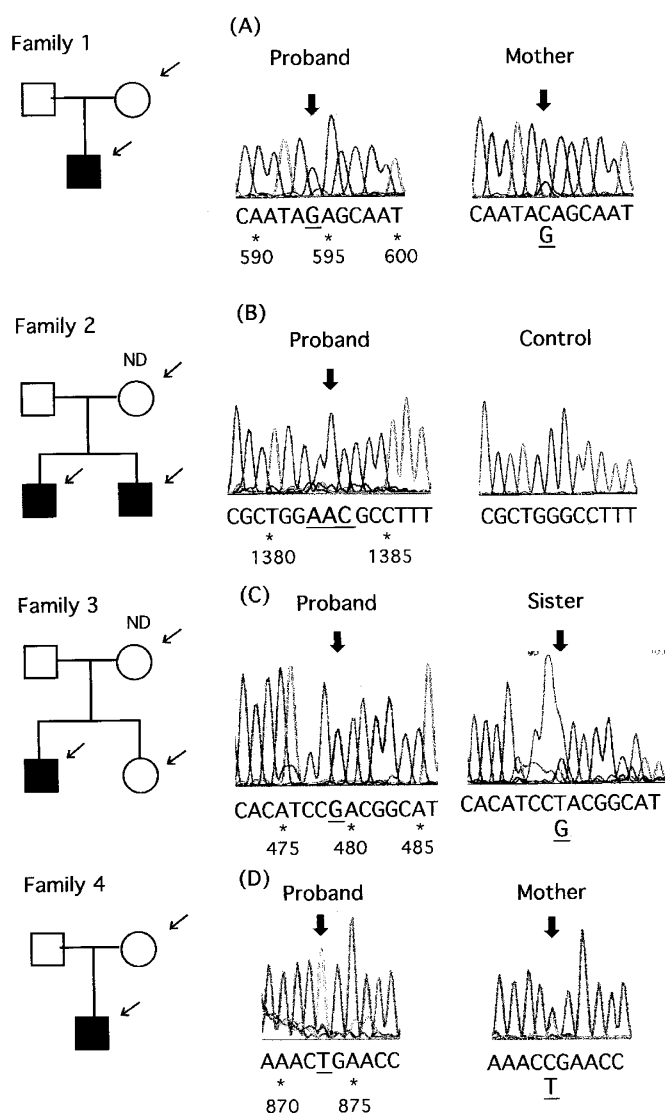 Family 1
(A)
Proband
Mother
CAATAGAGCAAT
CAATACAGCAAT
G
* * *
590 595 600
Family 2
(B)
ND
Proband
Control
CGCTGGAACGCCTTT
CGCTGGGCCTTT
* *
1380 1385
Family 3
(C)
ND
Proband
Sister
CACATCCGACGGCAT
CACATCCTACGGCAT
G
* * *
475 480 485
Family 4
(D)
Proband
Mother
AAACTGAACC
AAACCGAACC
T
* *
870 875